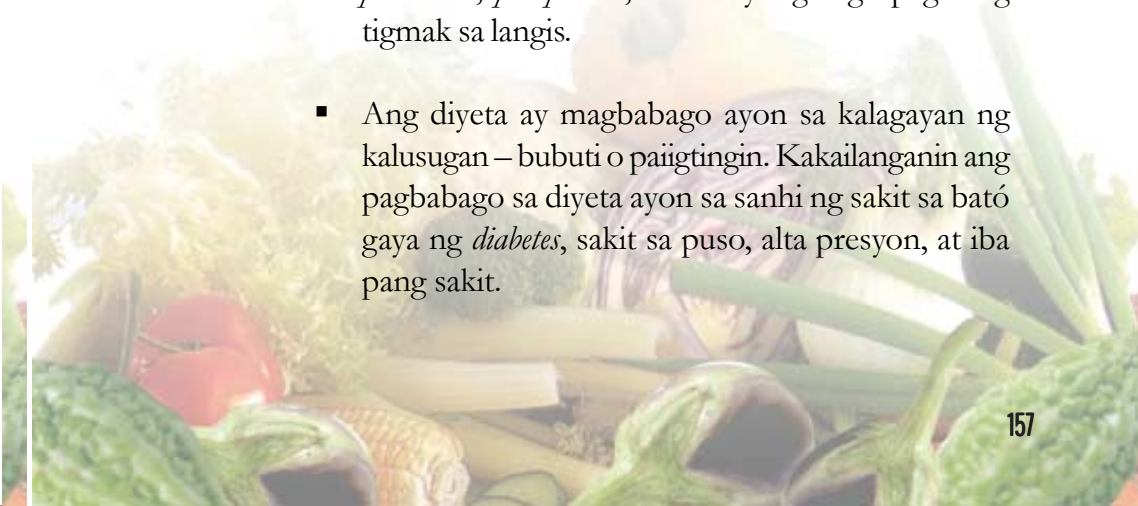 tigmak sa langis.
▪ Ang diyeta ay magbabago ayon sa kalagayan ng
kalusugan – bubuti o paiigtingin. Kakailanganin ang
pagbabago sa diyeta ayon sa sanhi ng sakit sa bató
gaya ng diabetes, sakit sa puso, alta presyon, at iba
pang sakit.
157